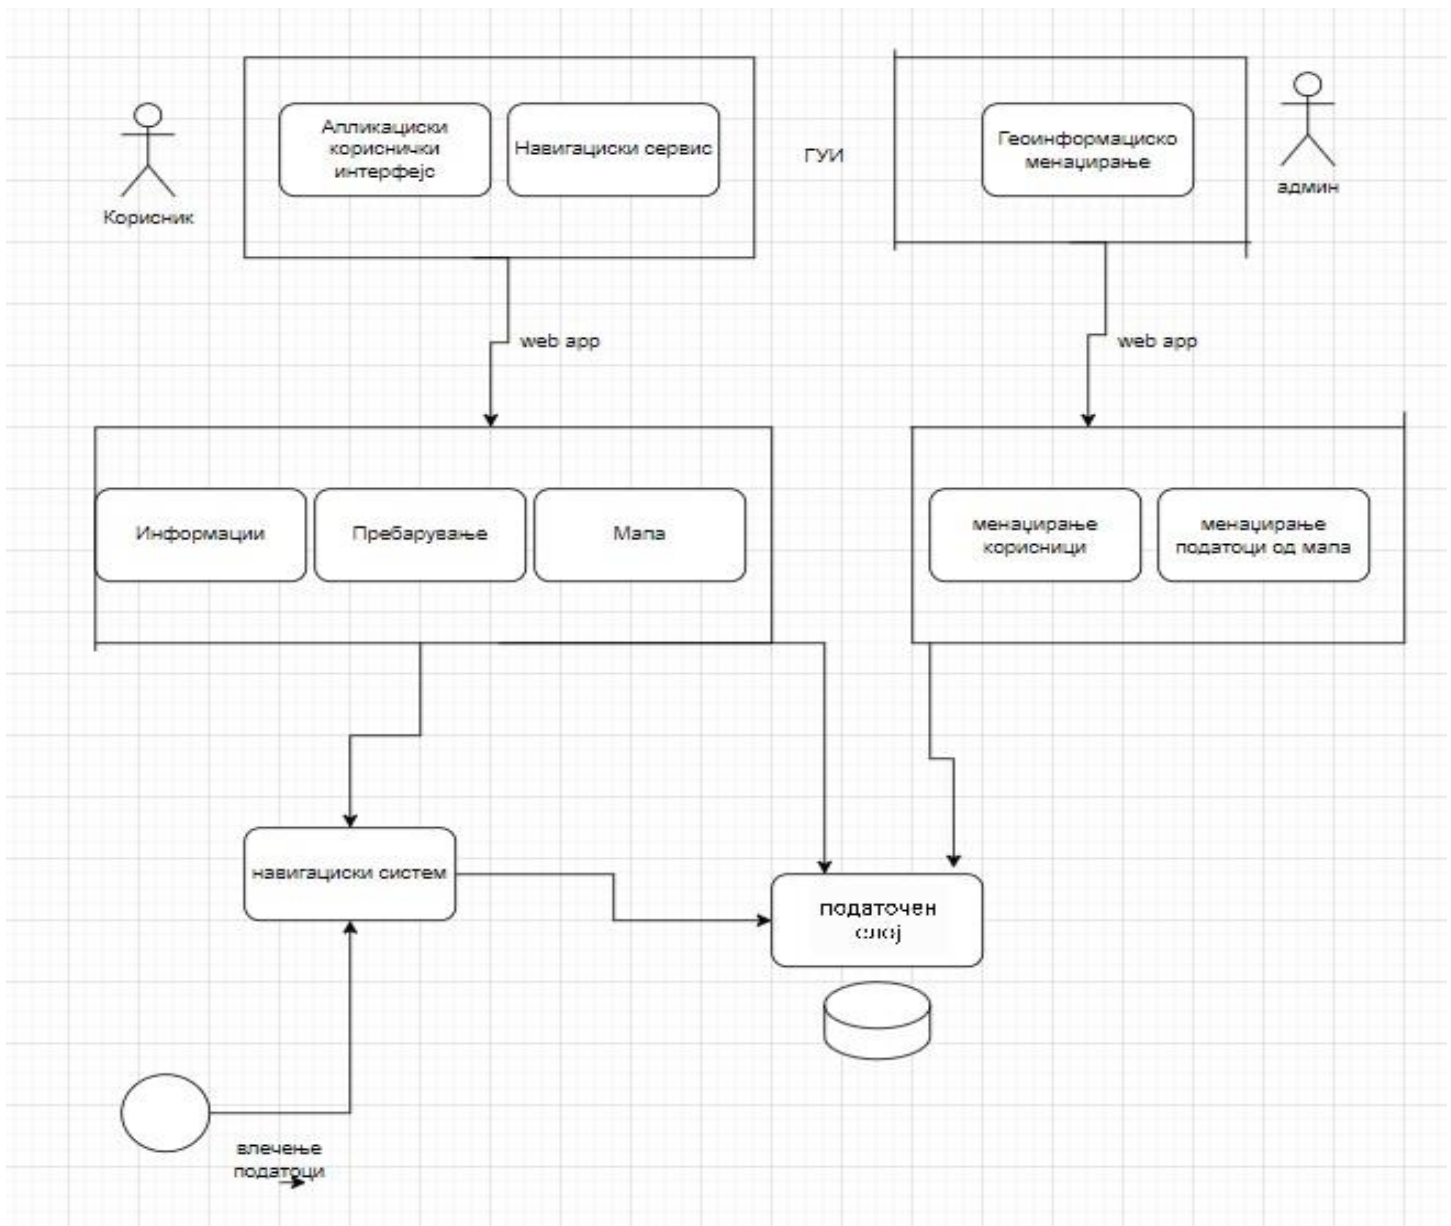 Апликациски
кориснички
интерфејс
Навигациски сервис
ГУИ
Геоинформациско
менаџирање
Корисник
админ
web app
web app
Информации
Пребарување
Мапа
менаџирање
корисници
менаџирање
податоци од мапа
навигациски систем
податочен
слој
влечење
податоци